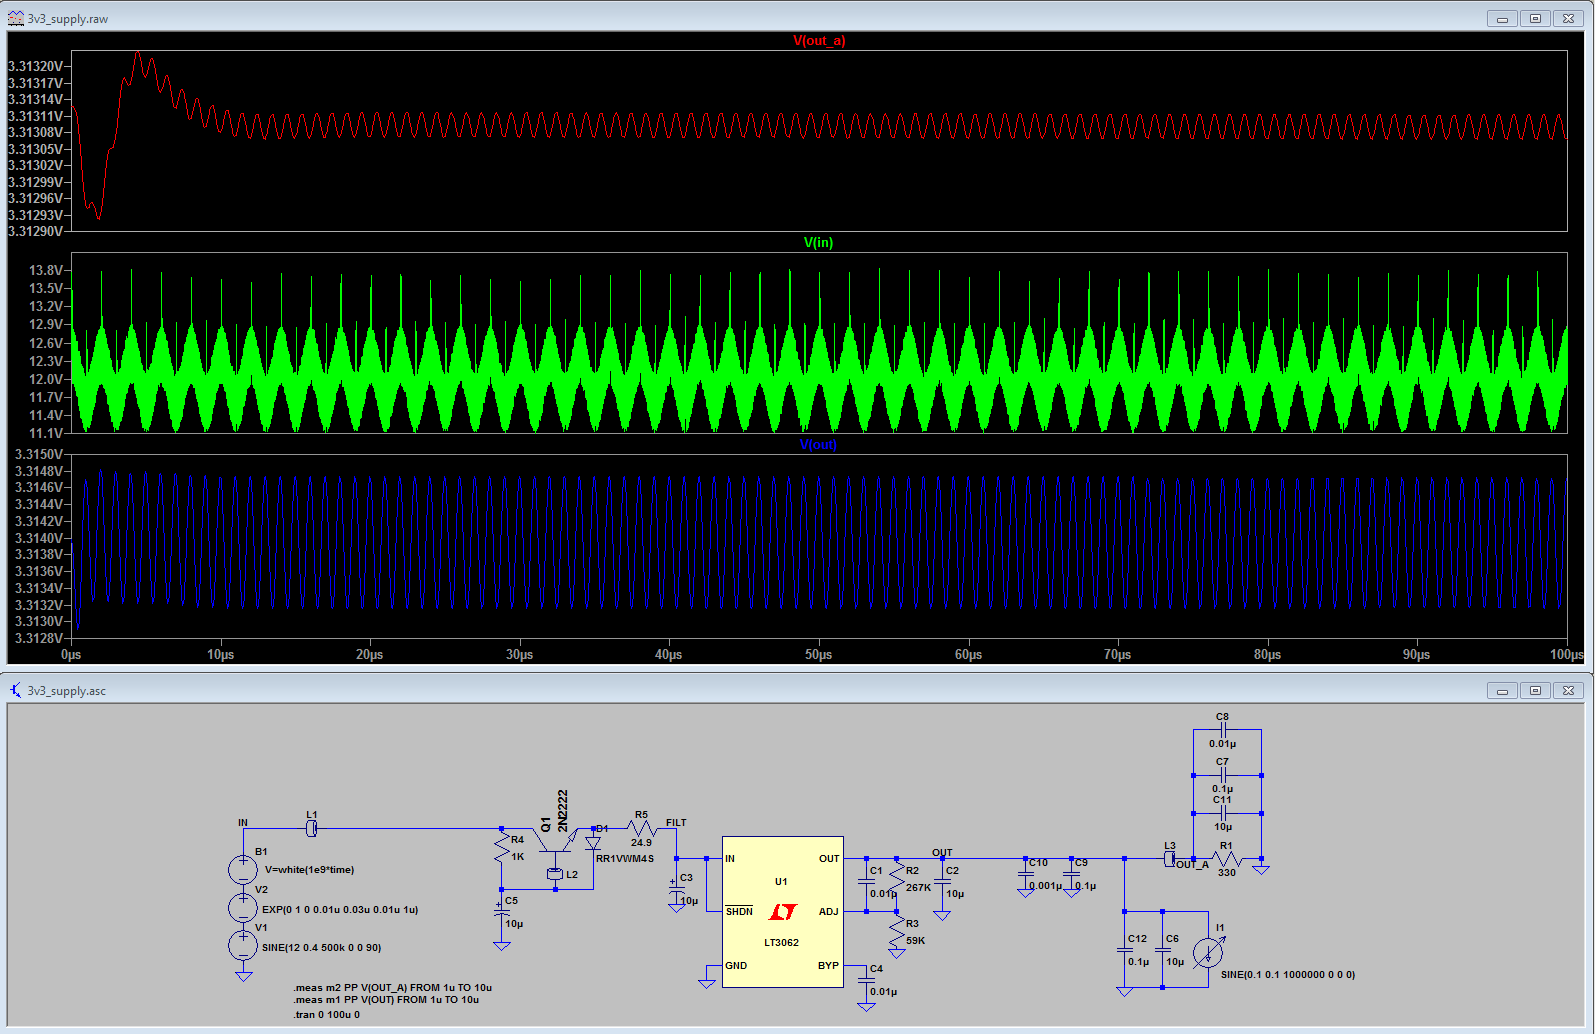 3v3_supply.raw
V(out_a)
3.31320V
3.31317V
3.31314V
3.31311V
3.31308V
3.31305V
3.31302V
3.31299V
3.31296V
3.31293V
3.31290V
V(in)
13.8V
13.5V
13.2V
12.9V
12.6V
12.3V
12.0V
11.7V
11.4V
11.1V
V(out)
3.3150V
3.3148V
3.3146V
3.3144V
3.3142V
3.3140V
3.3138V
3.3136V
3.3134V
3.3132V
3.3130V
3.3128V
0µs 10µs 20µs 30µs 40µs 50µs 60µs 70µs 80µs 90µs 100µs
3v3_supply.asc
IN
L1
B1
V=white(1e9*time)
V2
EXP(0 1 0 0.01u 0.03u 0.01u 1u)
V1
SINE(12 0.4 500k 0 0 90)
.meas m2 PP V(OUT_A) FROM 1u TO 10u
.meas m1 PP V(OUT) FROM 1u TO 10u
.tran 0 100u 0
R4
1K
C5
10µ
Q1
2N2222
L2
D1
RR1VWM4S
R5
24.9
FILT
C3
10µ
IN
OUT
U1
SHDN
ADJ
LT3062
GND
BYP
C1
0.01µ
R2
267K
R3
59K
C4
0.01µ
OUT
C2
10µ
C10
0.001µ
C9
0.1µ
C12
0.1µ
C6
10µ
I1
SINE(0.1 0.1 1000000 0 0 0)
L3
OUT_A
R1
330
C8
0.01µ
C7
0.1µ
C11
10µ